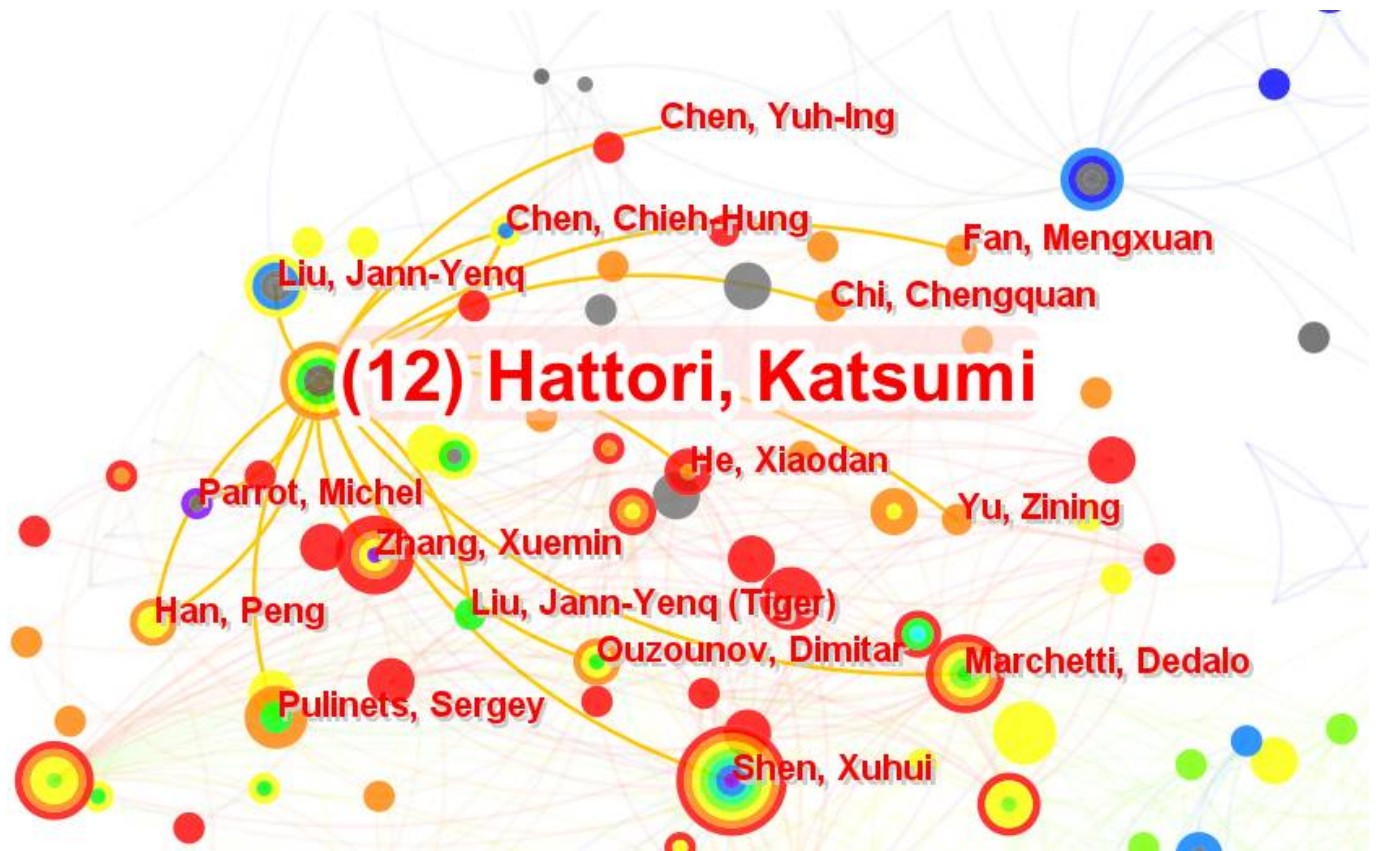 Chen, Yuh-Ing
Chen, Chieh-Hung
Fan, Mengxuan
Liu, Jann-Yenq
Chi, Chengquan
(12) Hattori, Katsumi
He, Xiaodan
Parrot, Michel
Yu, Zining
Zhang, Xuemin
Han, Peng
Liu, Jann-Yenq (Tiger)
Ouzounov, Dimitar
Marchetti, Dedalo
Pulinets, Sergey
Shen, Xuhui